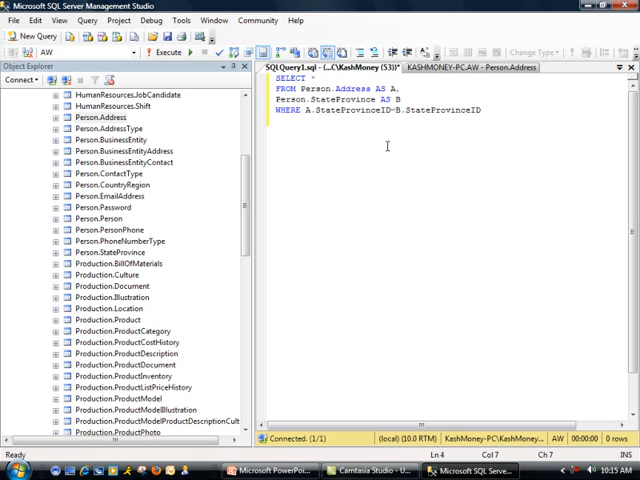 Microsoft SQL Server Management Studio
File Edit View Query Project Debug Tools Window Community Help
New Query
AW Execute Change Type
Object Explorer
Connect
HumanResources.JobCandidate
HumanResources.Shift
Person.Address
Person.AddressType
Person.BusinessEntity
Person.BusinessEntityAddress
Person.BusinessEntityContact
Person.ContactType
Person.CountryRegion
Person.EmailAddress
Person.Password
Person.Person
Person.PersonPhone
Person.PhoneNumberType
Person.StateProvince
Production.BillOfMaterials
Production.Culture
Production.Document
Production.Illustration
Production.Location
Production.Product
Production.ProductCategory
Production.ProductCostHistory
Production.ProductDescription
Production.ProductDocument
Production.ProductInventory
Production.ProductListPriceHistory
Production.ProductModel
Production.ProductModelIllustration
Production.ProductModelProductDescriptionCult
Production.ProductPhoto
SQLQuery1.sql - (...C\KashMoney (53))* KASHMONEY-PC.AW - Person.Address
SELECT *
FROM Person.Address AS A,
Person.StateProvince AS B
WHERE A.StateProvinceID=B.StateProvinceID
Connected. (1/1) (local) (10.0 RTM) KashMoney-PC\KashMoney... AW 00:00:00 0 rows
Ready Ln 4 Col 7 Ch 7 INS
Microsoft PowerPoi... Camtasia Studio - U... Microsoft SQL Serve... 10:15 AM